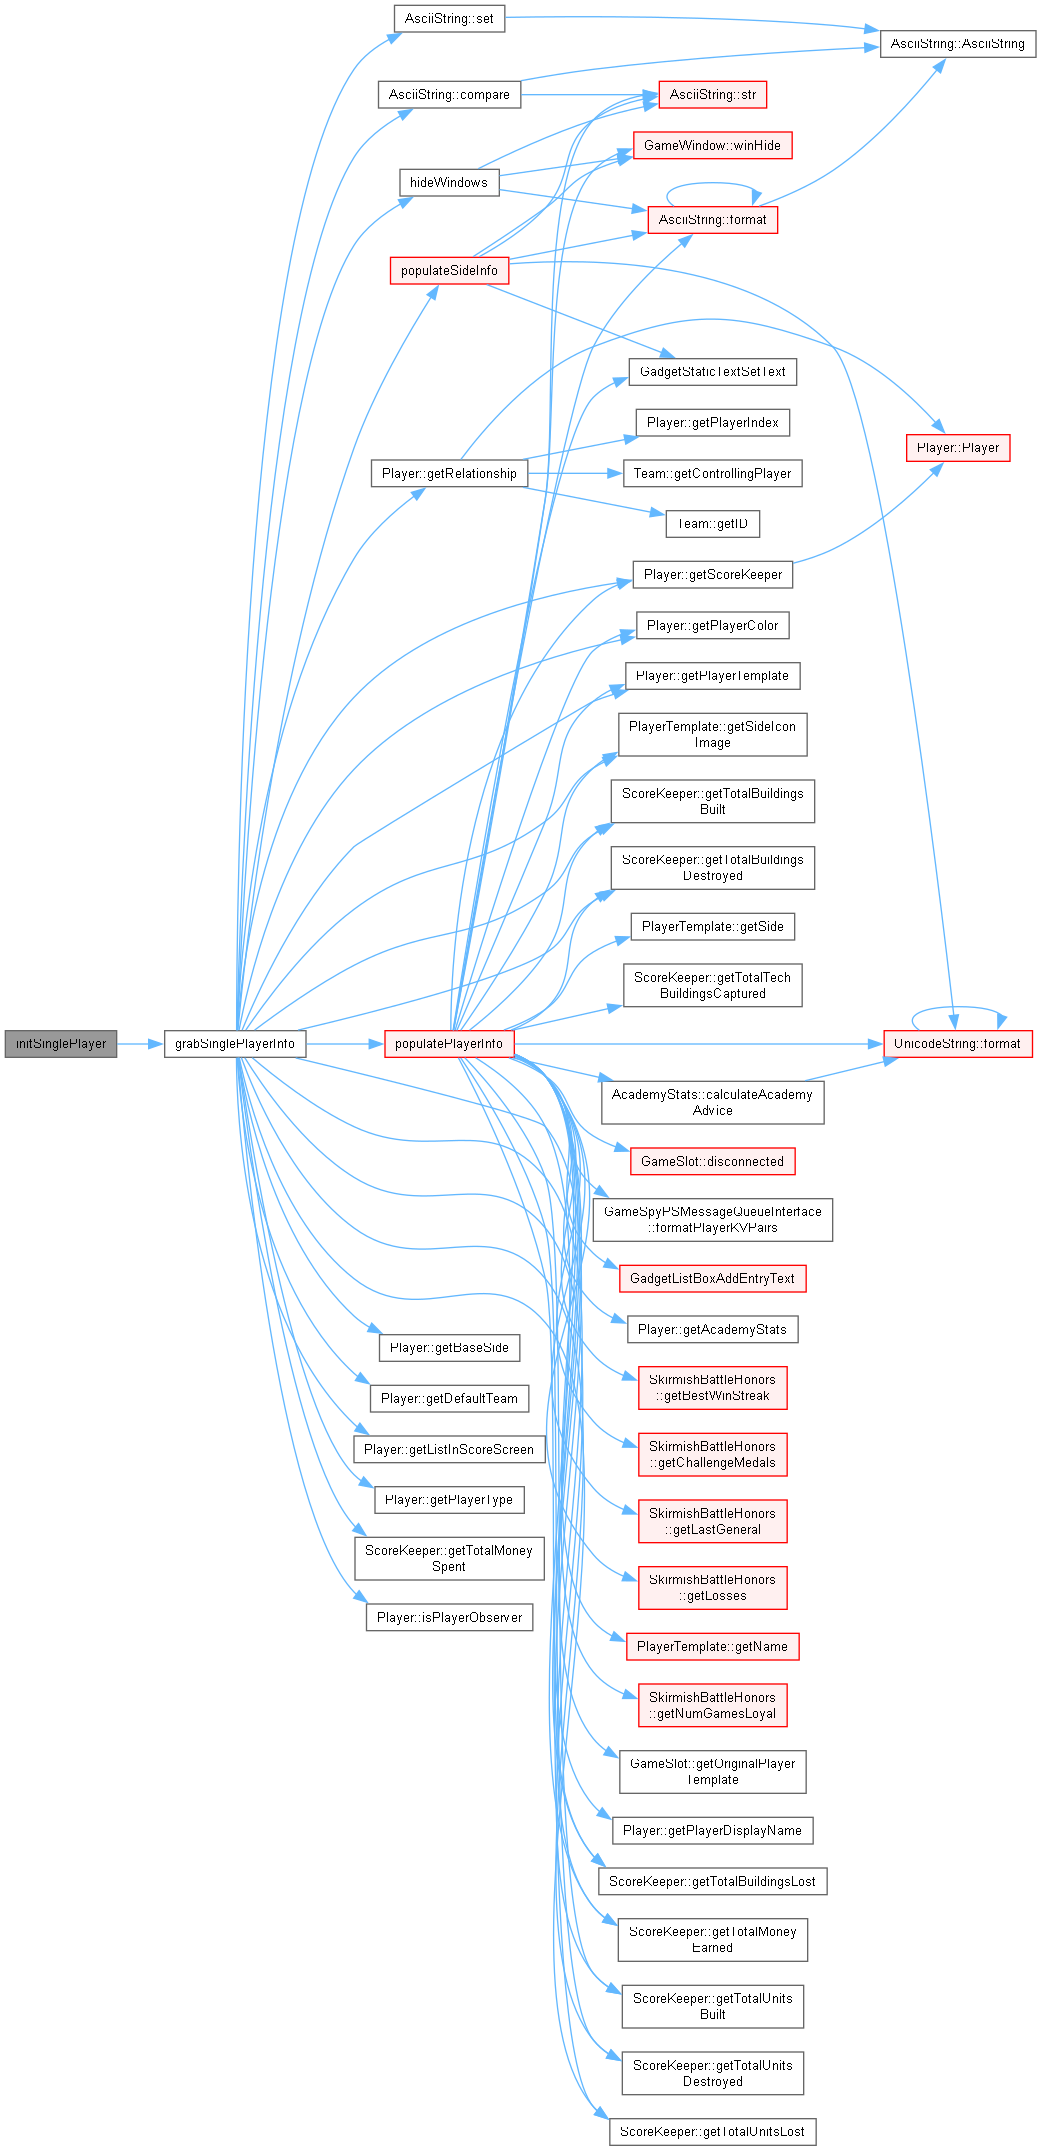 AsciiString::set
AsciiString::AsciiString
AsciiString::compare
AsciiString::str
GameWindow::winHide
hideWindows
AsciiString::format
populateSideInfo
GadgetStaticTextSetText
Player::getPlayerIndex
Player::Player
Player::getRelationship
Team::getControllingPlayer
Team::getID
Player::getScoreKeeper
Player::getPlayerColor
Player::getPlayerTemplate
PlayerTemplate::getSideIcon
Image
ScoreKeeper::getTotalBuildings
Built
ScoreKeeper::getTotalBuildings
Destroyed
PlayerTemplate::getSide
ScoreKeeper::getTotalTech
BuildingsCaptured
initSinglePlayer
grabSinglePlayerInfo
populatePlayerInfo
UnicodeString::format
AcademyStats::calculateAcademy
Advice
GameSlot::disconnected
GameSpyPSMessageQueueInterface
::formatPlayerKVPairs
GadgetListBoxAddEntryText
Player::getAcademyStats
Player::getBaseSide
SkirmishBattleHonors
::getBestWinStreak
Player::getDefaultTeam
Player::getListInScoreScreen
SkirmishBattleHonors
::getChallengeMedals
Player::getPlayerType
SkirmishBattleHonors
::getLastGeneral
ScoreKeeper::getTotalMoney
Spent
SkirmishBattleHonors
::getLosses
Player::isPlayerObserver
PlayerTemplate::getName
SkirmishBattleHonors
::getNumGamesLoyal
GameSlot::getOriginalPlayer
Template
Player::getPlayerDisplayName
ScoreKeeper::getTotalBuildingsLost
ScoreKeeper::getTotalMoney
Earned
ScoreKeeper::getTotalUnits
Built
ScoreKeeper::getTotalUnits
Destroyed
ScoreKeeper::getTotalUnitsLost